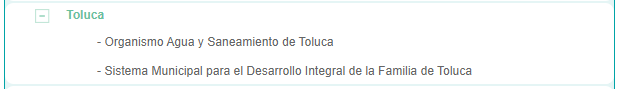 Toluca
- Organismo Agua y Saneamiento de Toluca
- Sistema Municipal para el Desarrollo Integral de la Familia de Toluca